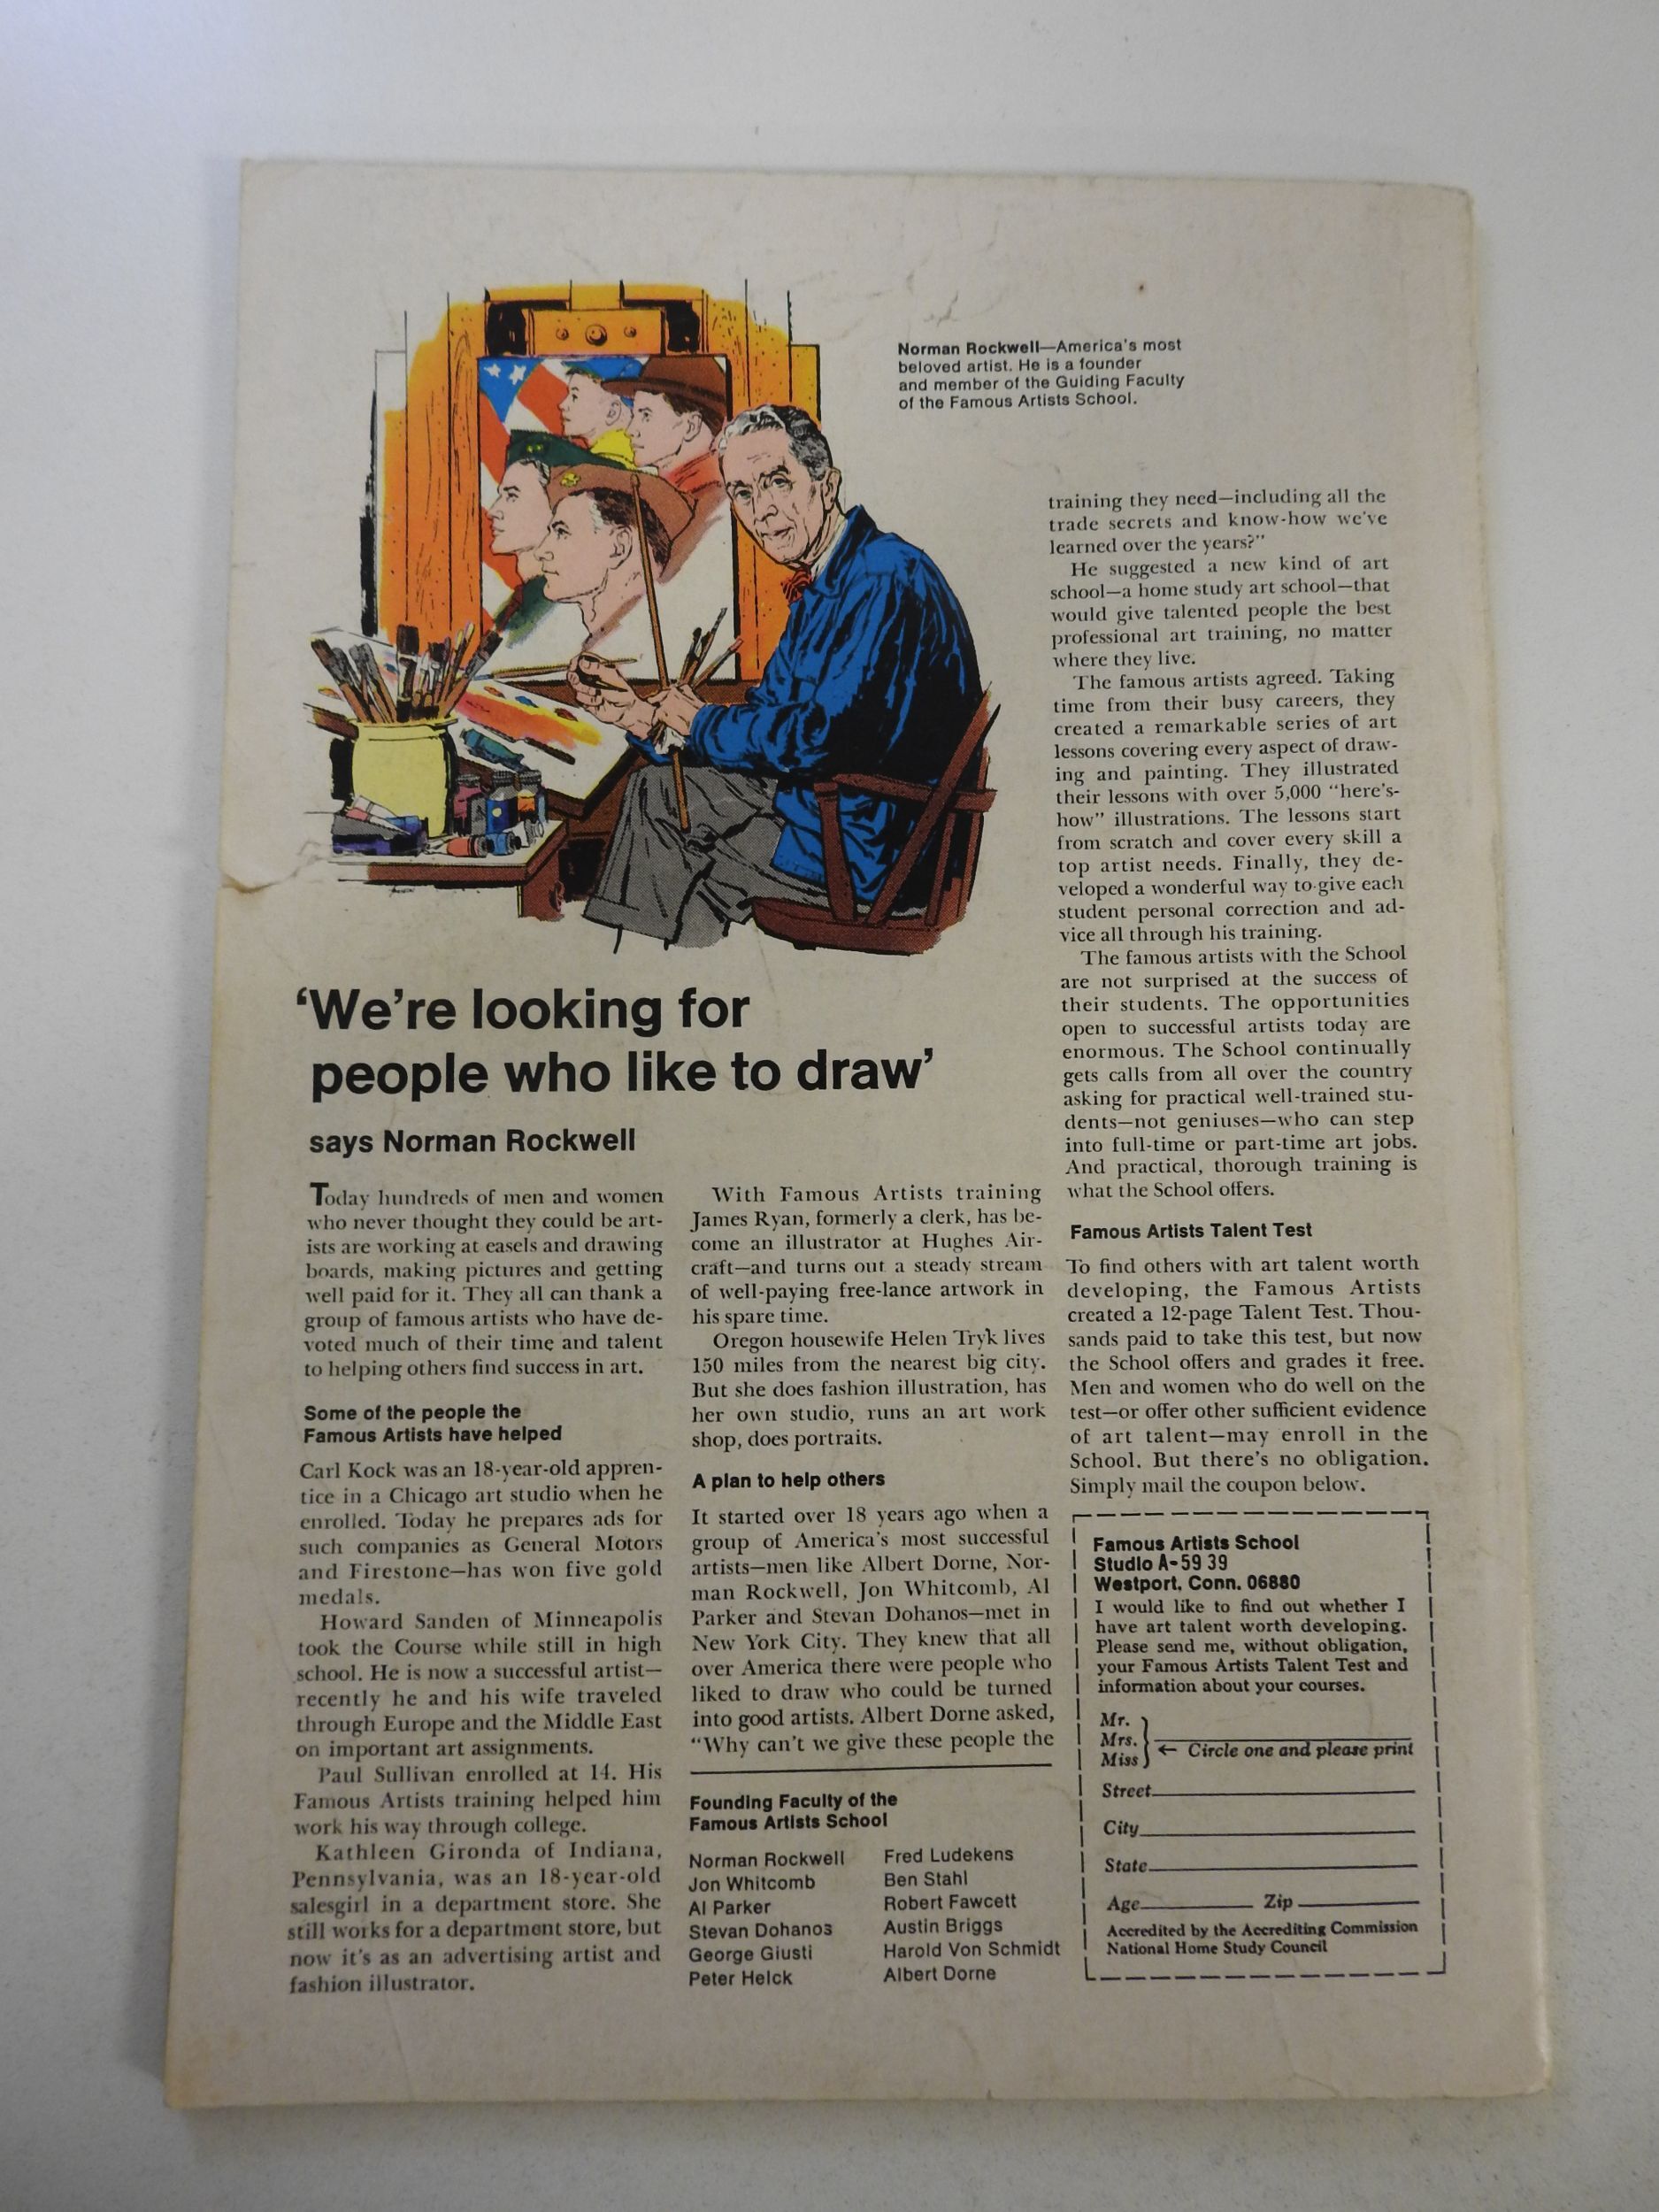 Norman Rockwell—America's most
beloved artist. He is a founder
and member of the Guiding Faculty
of the Famous Artists School.
'We're looking for
people who like to draw'
says Norman Rockwell
Today hundreds of men and women
who never thought they could be art-
ists are working at easels and drawing
boards, making pictures and getting
well paid for it. They all can thank a
group of famous artists who have de-
voted much of their time and talent
to helping others find success in art.
Some of the people the
Famous Artists have helped
Carl Kock was an 18-year-old appren-
tice in a Chicago art studio when he
enrolled. Today he prepares ads for
such companies as General Motors
and Firestone—has won five gold
medals.
Howard Sanden of Minneapolis
took the Course while still in high
school. He is now a successful artist—
recently he and his wife traveled
through Europe and the Middle East
on important art assignments.
Paul Sullivan enrolled at 14. His
Famous Artists training helped him
work his way through college.
Kathleen Gironda of Indiana,
Pennsylvania, was an 18-year-old
salesgirl in a department store. She
still works for a department store, but
now it's as an advertising artist and
fashion illustrator.
With Famous Artists training
James Ryan, formerly a clerk, has be-
come an illustrator at Hughes Air-
craft—and turns out a steady stream
of well-paying free-lance artwork in
his spare time.
Oregon housewife Helen Tryk lives
150 miles from the nearest big city.
But she does fashion illustration, has
her own studio, runs an art work
shop, does portraits.
A plan to help others
It started over 18 years ago when a
group of America's most successful
artists—men like Albert Dorne, Nor-
man Rockwell, Jon Whitcomb, Al
Parker and Stevan Dohanos—met in
New York City. They knew that all
over America there were people who
liked to draw who could be turned
into good artists. Albert Dorne asked,
"Why can't we give these people the
Founding Faculty of the
Famous Artists School
Norman Rockwell
Jon Whitcomb
Al Parker
Stevan Dohanos
George Giusti
Peter Helck
Fred Ludekens
Ben Stahl
Robert Fawcett
Austin Briggs
Harold Von Schmidt
Albert Dorne
training they need—including all the
trade secrets and know-how we've
learned over the years?"
He suggested a new kind of art
school—a home study art school—that
would give talented people the best
professional art training, no matter
where they live.
The famous artists agreed. Taking
time from their busy careers, they
created a remarkable series of art
lessons covering every aspect of draw-
ing and painting. They illustrated
their lessons with over 5,000 "here's-
how" illustrations. The lessons start
from scratch and cover every skill a
top artist needs. Finally, they de-
veloped a wonderful way to give each
student personal correction and ad-
vice all through his training.
The famous artists with the School
are not surprised at the success of
their students. The opportunities
open to successful artists today are
enormous. The School continually
gets calls from all over the country
asking for practical well-trained stu-
dents—not geniuses—who can step
into full-time or part-time art jobs.
And practical, thorough training is
what the School offers.
Famous Artists Talent Test
To find others with art talent worth
developing, the Famous Artists
created a 12-page Talent Test. Thou-
sands paid to take this test, but now
the School offers and grades it free.
Men and women who do well on the
test—or offer other sufficient evidence
of art talent—may enroll in the
School. But there's no obligation.
Simply mail the coupon below.
Famous Artists School
Studio A-59 39
Westport, Conn. 06880
I would like to find out whether I
have art talent worth developing.
Please send me, without obligation,
your Famous Artists Talent Test and
information about your courses.
Mr.
Mrs.
Miss
← Circle one and please print
Street
City
State
Age Zip
Accredited by the Accrediting Commission
National Home Study Council